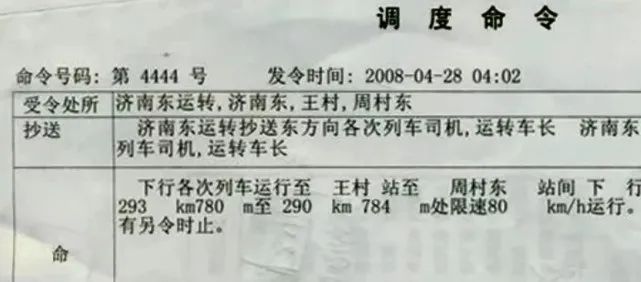 调度命令
命令号码: 第 4444 号 发令时间: 2008-04-28 04:02
受令处所 济南东运转,济南东,王村,周村东
抄送 济南东运转抄送东方向各次列车司机,运转车长 济南东
列车司机,运转车长
下行各次列车运行至 王村 站至 周村东 站间 下 行
293 km780 m至 290 km 784 m处限速80 km/h运行。
有另令时止。
命